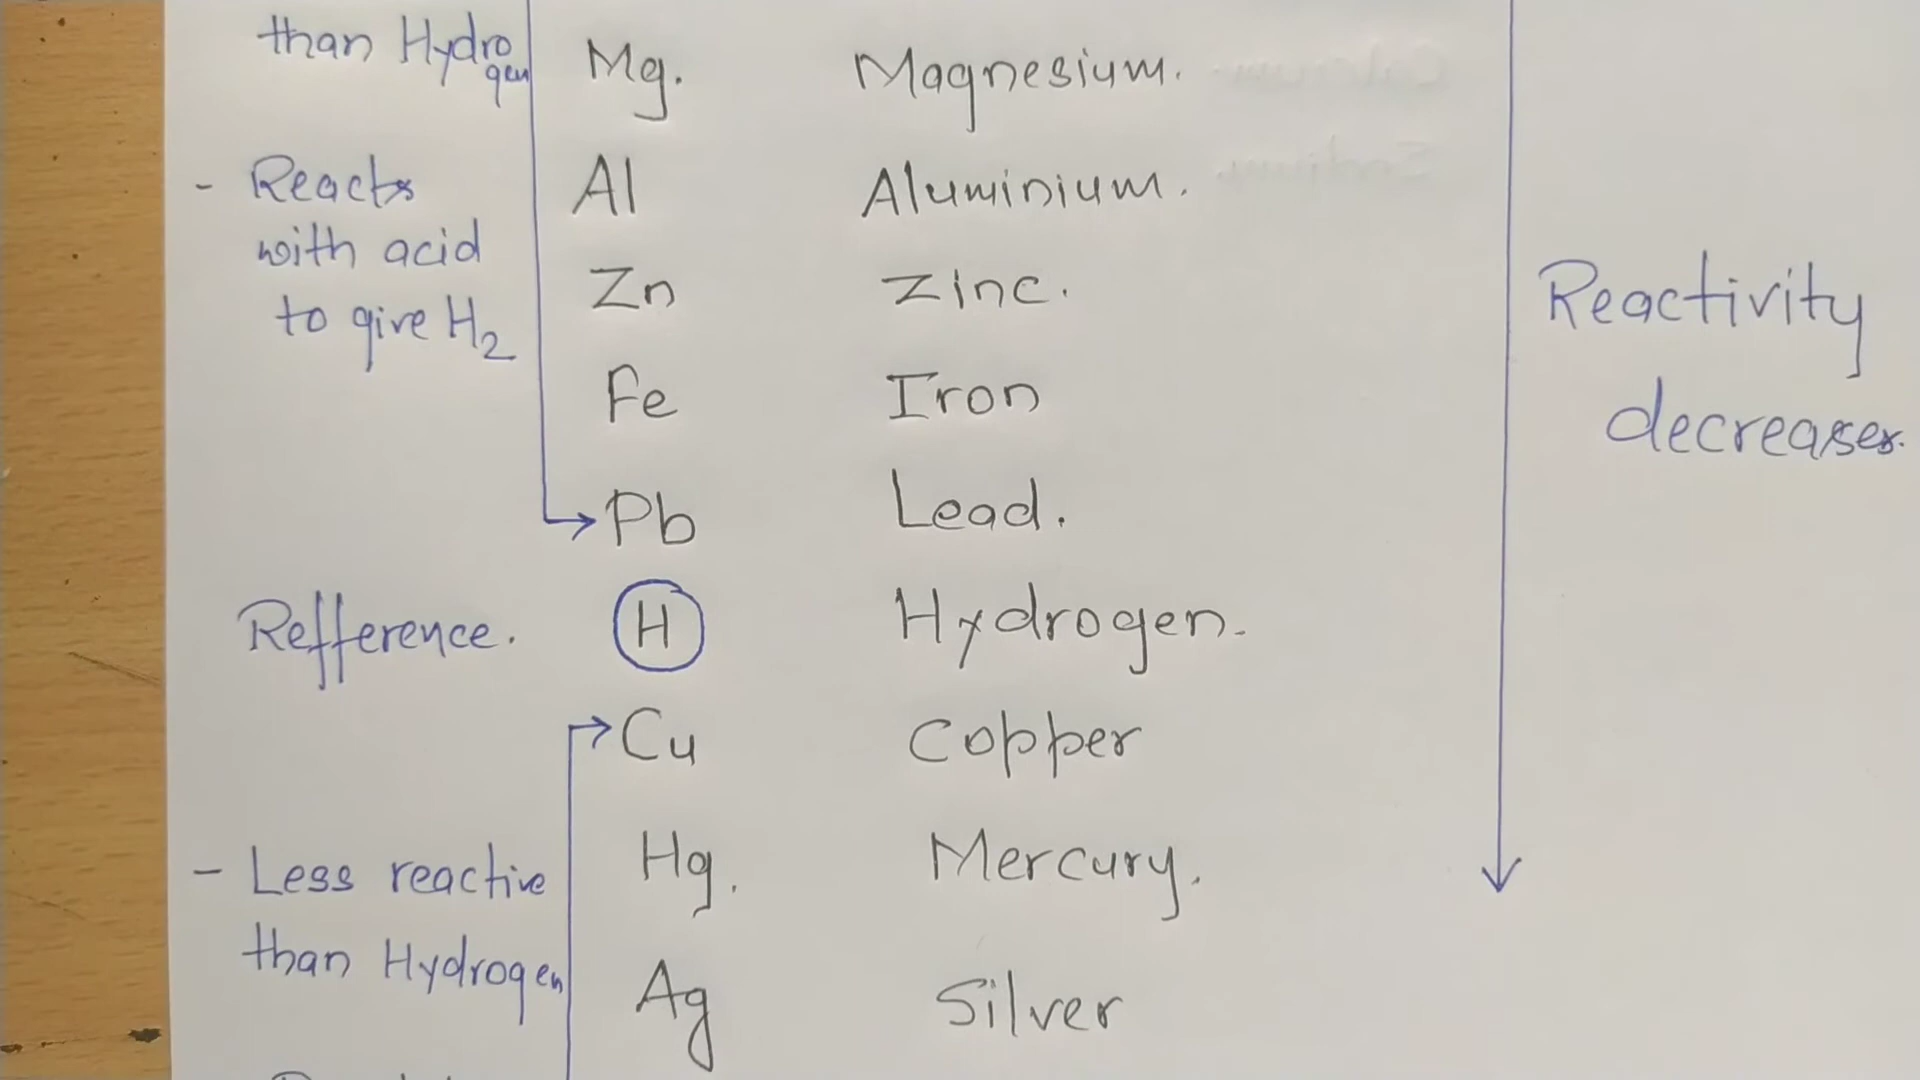 than Hydrogen
Mg. Magnesium.
- Reacts
with acid
to give H2
Al Aluminium.
Zn Zinc.
Fe Iron
Pb Lead.
Reactivity
decreases.
Refference. H Hydrogen.
Cu Copper
- Less reactive
than Hydrogen
Hg. Mercury.
Ag Silver